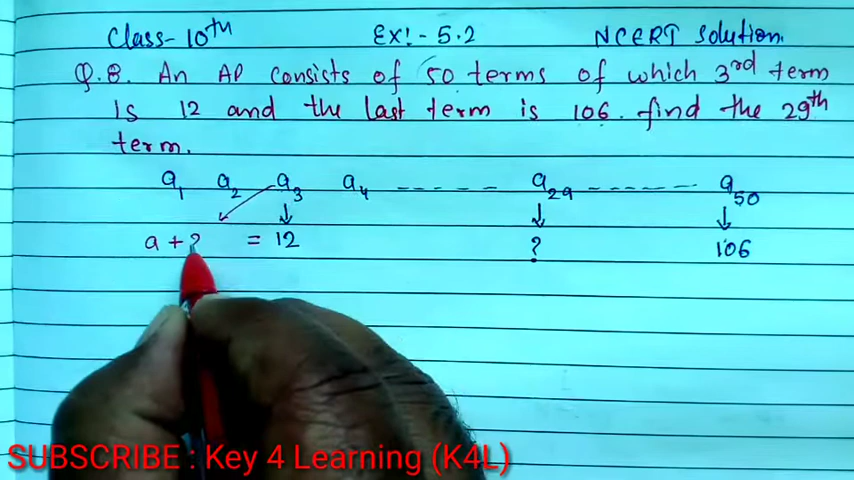 Class-10th Ex:-5.2 NCERT Solution.
Q.8. An AP consists of 50 terms of which 3rd term
is 12 and the last term is 106. find the 29th
term.
a1 a2 a3 a4 ------ a29 ------ a50
a + 2 = 12 ? 106
SUBSCRIBE : Key 4 Learning (K4L)